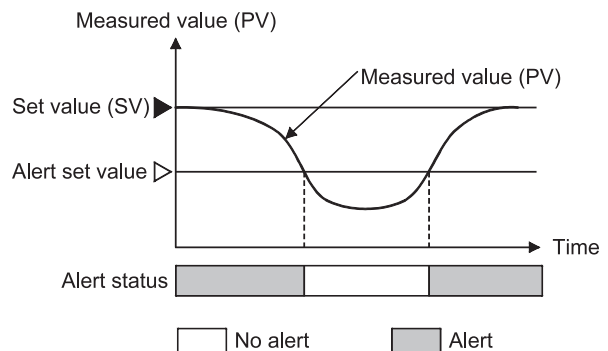 Measured value (PV)
Measured value (PV)
Set value (SV)
Alert set value
Time
Alert status
No alert
Alert